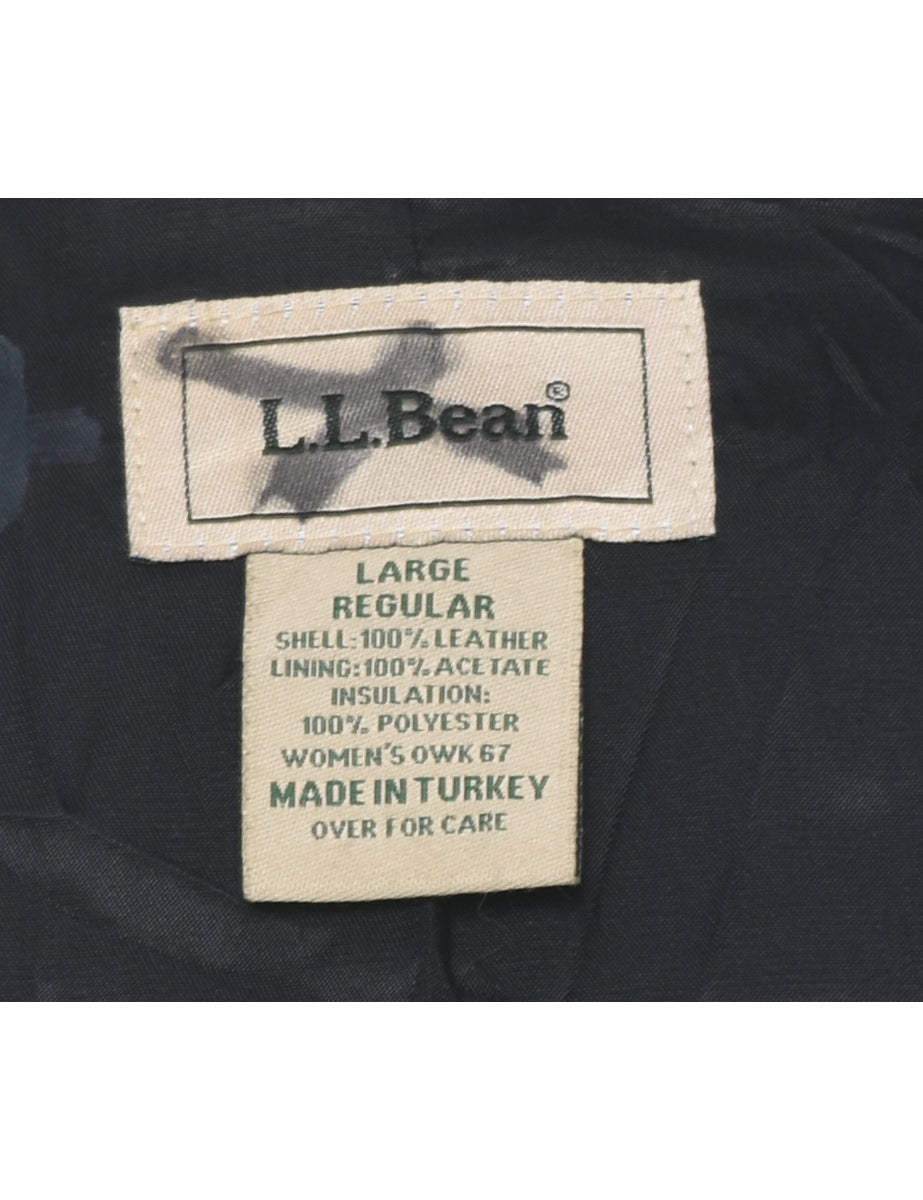 L.L.Bean®
LARGE
REGULAR
SHELL:100% LEATHER
LINING:100% ACETATE
INSULATION:
100% POLYESTER
WOMEN'S OWK 67
MADE IN TURKEY
OVER FOR CARE